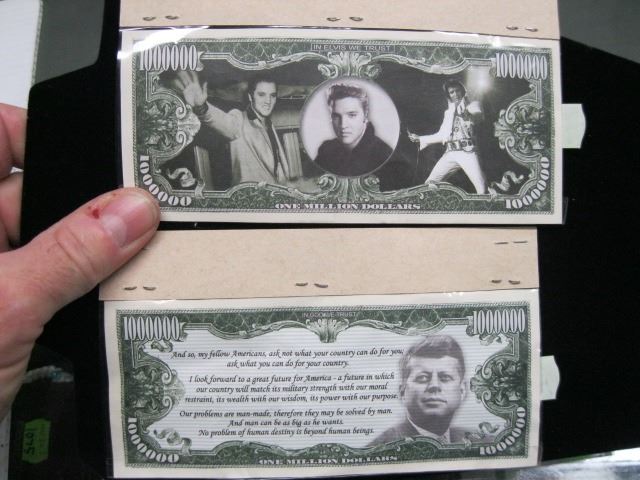 IN ELVIS WE TRUST
1000000 1000000
1000000 1000000
ONE MILLION DOLLARS
IN GOD WE TRUST
1000000 1000000
And so, my fellow Americans, ask not what your country can do for you;
ask what you can do for your country.
I look forward to a great future for America - a future in which
our country will match its military strength with our moral
restraint, its wealth with our wisdom, its power with our purpose.
Our problems are man-made, therefore they may be solved by man.
And man can be as big as he wants.
No problem of human destiny is beyond human beings.
1000000 1000000
ONE MILLION DOLLARS